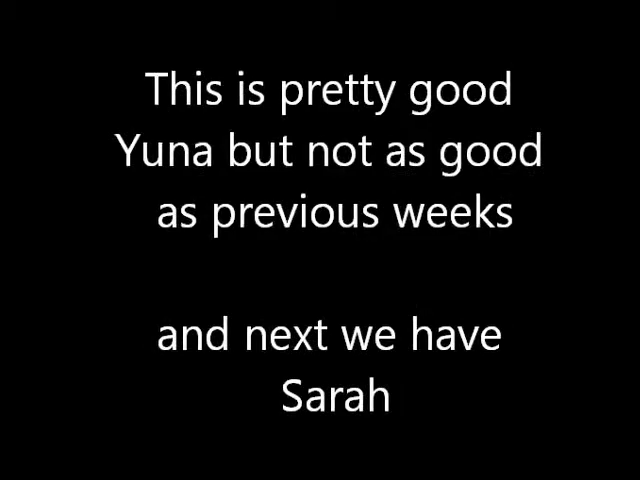 This is pretty good
Yuna but not as good
as previous weeks
and next we have
Sarah